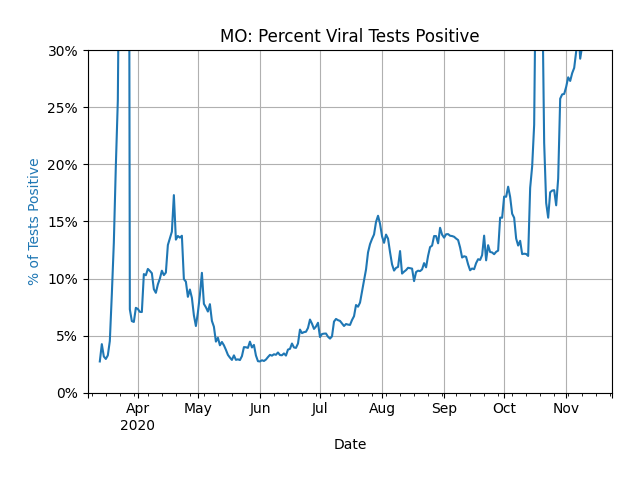 MO: Percent Viral Tests Positive
30%
25%
20%
15%
10%
5%
0%
% of Tests Positive
Apr May Jun Jul Aug Sep Oct Nov
2020
Date